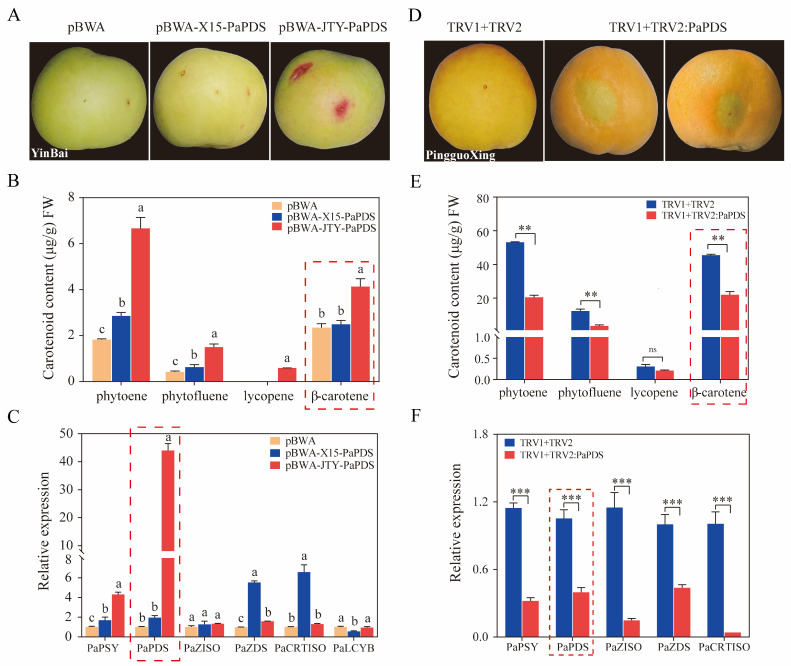 A
pBWA pBWA-X15-PaPDS pBWA-JTY-PaPDS
YinBai
D
TRV1+TRV2 TRV1+TRV2:PaPDS
PingguoXing
B
Carotenoid content (μg/g) FW
8
6
4
2
0
pBWA
pBWA-X15-PaPDS
pBWA-JTY-PaPDS
c b a
c b a
a
b b a
phytoene phytofluene lycopene β-carotene
E
Carotenoid content (μg/g) FW
80
60
40
20
1.0
0.5
0.0
TRV1+TRV2
TRV1+TRV2:PaPDS
** ** ns **
phytoene phytofluene lycopene β-carotene
C
Relative expression
50
40
30
20
10
8
6
4
2
0
pBWA
pBWA-X15-PaPDS
pBWA-JTY-PaPDS
c b a
b b a
a a a
c a b
b a b
a b a
PaPSY PaPDS PaZISO PaZDS PaCRTISO PaLCYB
F
Relative expression
1.8
1.2
0.6
0.0
TRV1+TRV2
TRV1+TRV2:PaPDS
*** *** *** *** ***
PaPSY PaPDS PaZISO PaZDS PaCRTISO